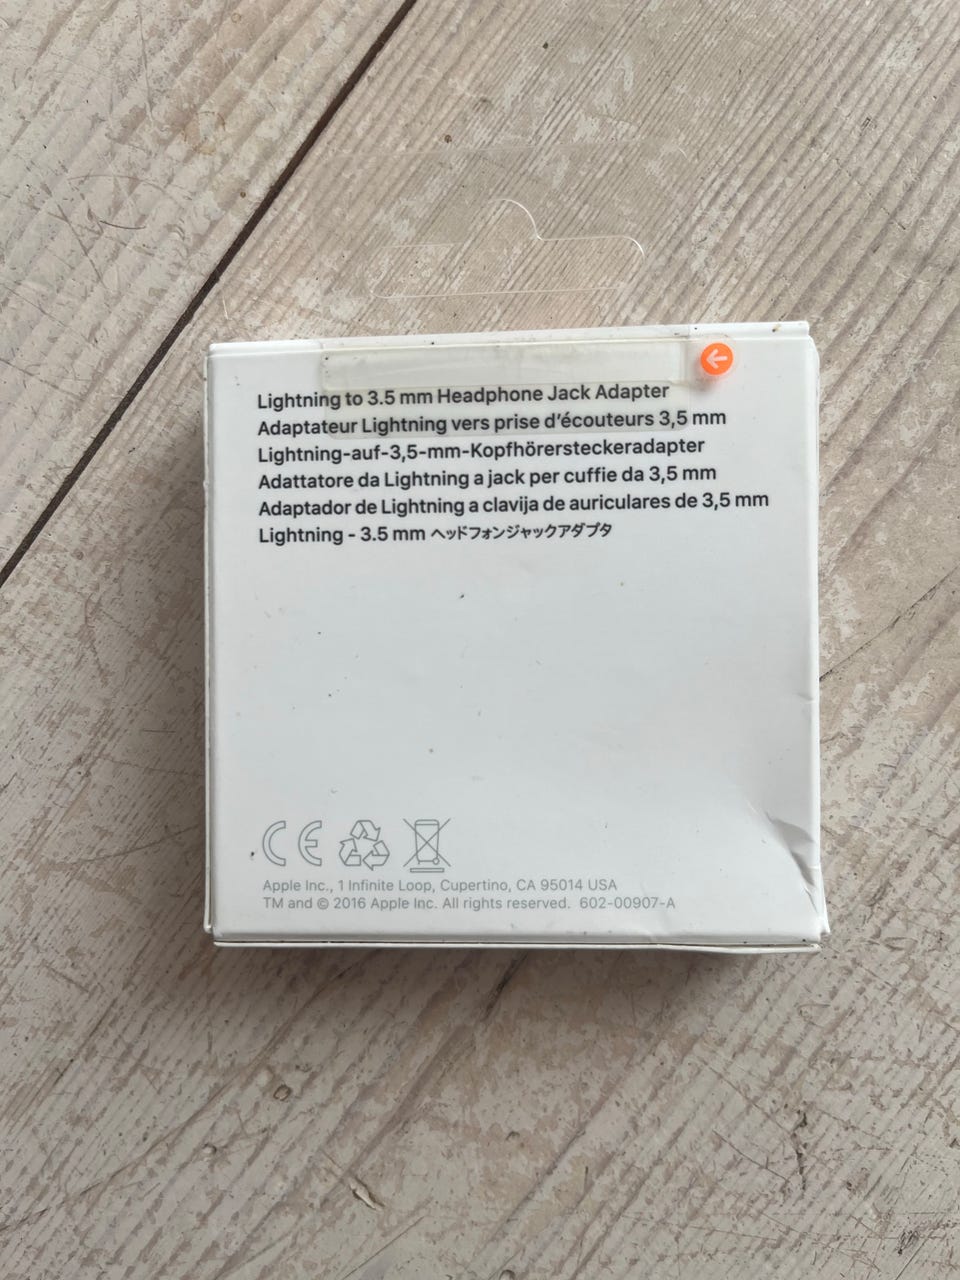 Lightning to 3.5 mm Headphone Jack Adapter
Adaptateur Lightning vers prise d'écouteurs 3,5 mm
Lightning-auf-3,5-mm-Kopfhörersteckeradapter
Adattatore da Lightning a jack per cuffie da 3,5 mm
Adaptador de Lightning a clavija de auriculares de 3,5 mm
Lightning - 3.5 mm ヘッドフォンジャックアダプタ
CE
Apple Inc., 1 Infinite Loop, Cupertino, CA 95014 USA
TM and © 2016 Apple Inc. All rights reserved. 602-00907-A